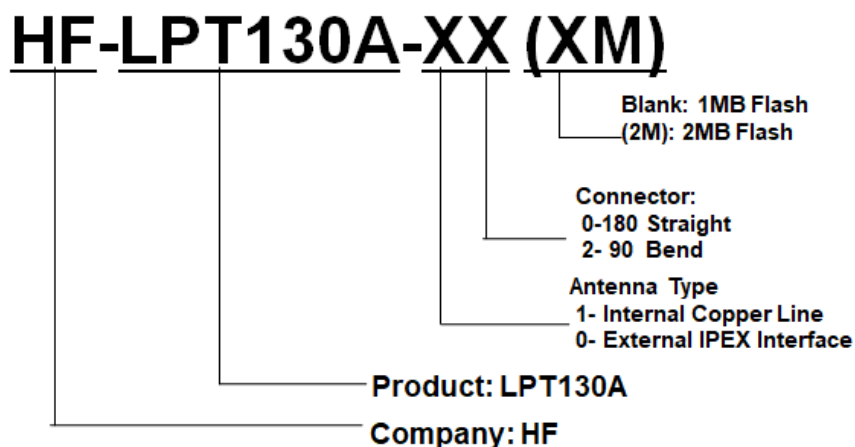 HF-LPT130A-XX (XM)
Blank: 1MB Flash
(2M): 2MB Flash
Connector:
0-180 Straight
2- 90 Bend
Antenna Type
1- Internal Copper Line
0- External IPEX Interface
Product: LPT130A
Company: HF